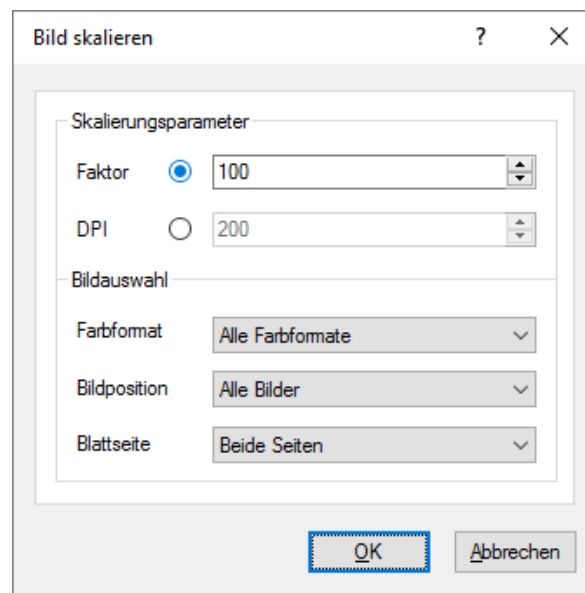 Bild skalieren ?
Skalierungsparameter
Faktor 100
DPI 200
Bildauswahl
Farbformat Alle Farbformate
Bildposition Alle Bilder
Blattseite Beide Seiten
OK Abbrechen